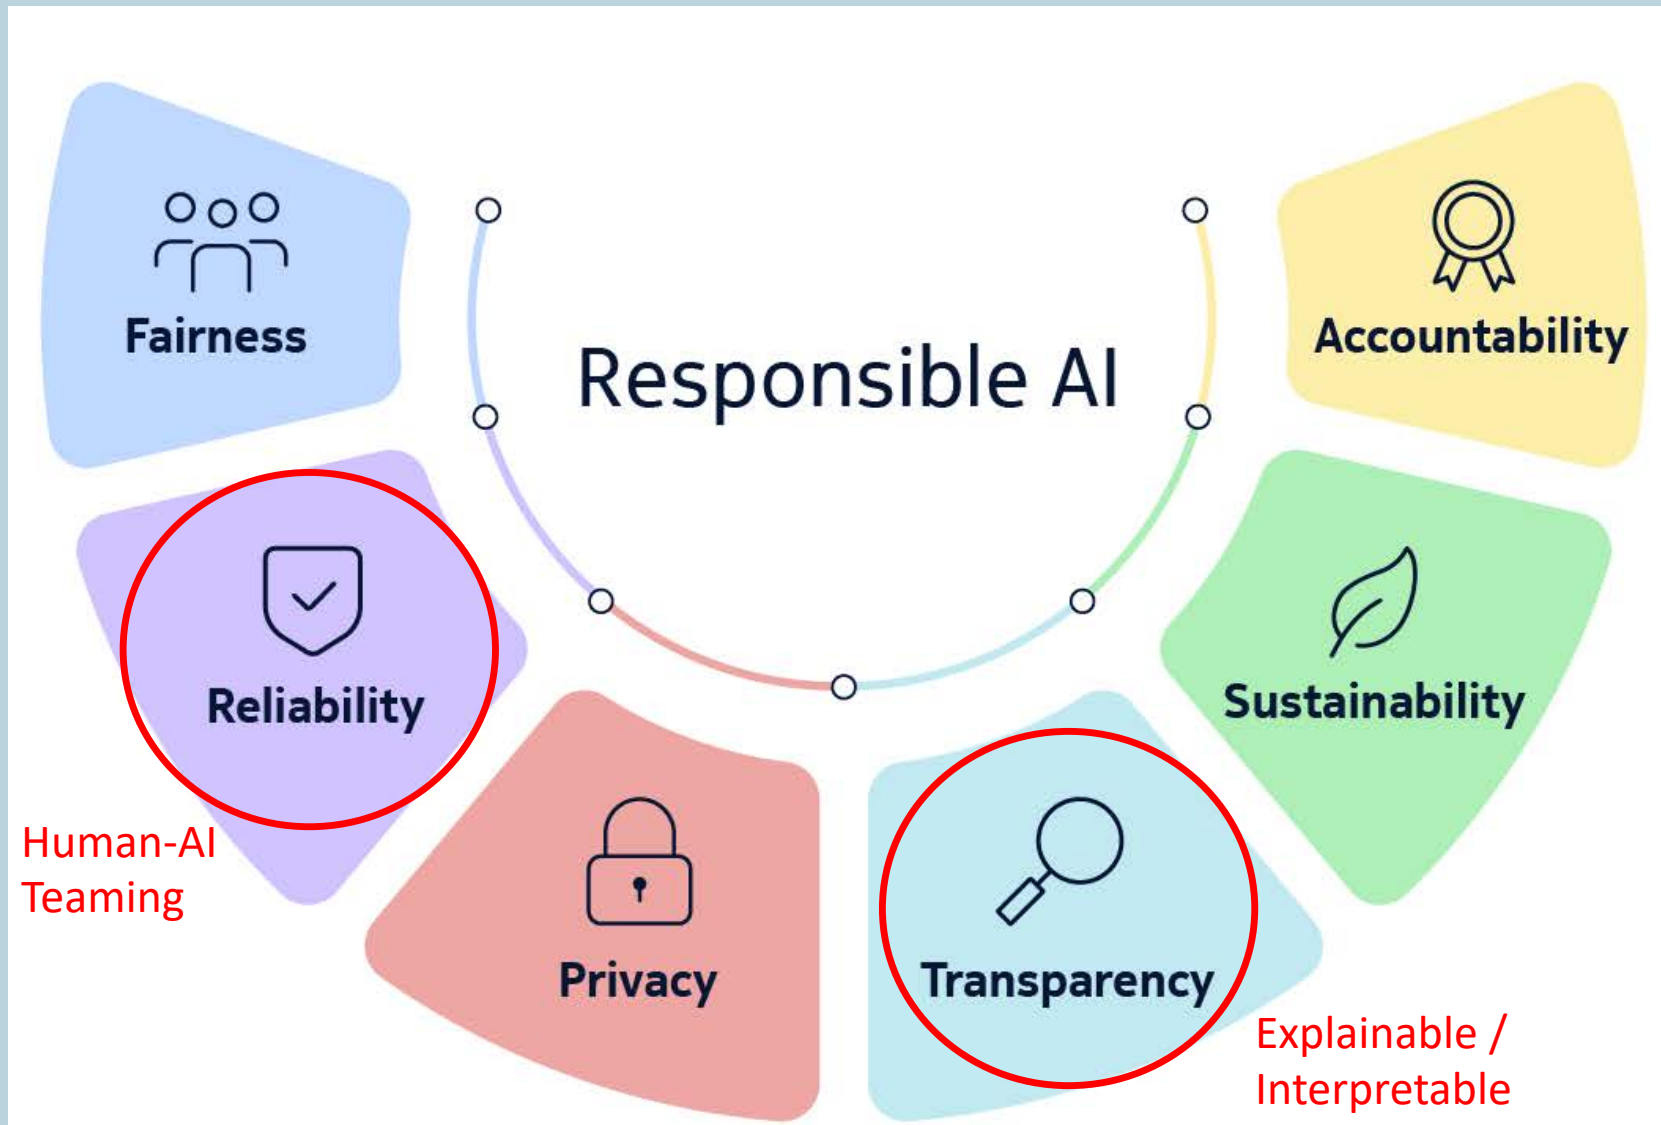 Responsible AI
Fairness
Reliability
Human-AI
Teaming
Privacy
Transparency
Explainable /
Interpretable
Sustainability
Accountability